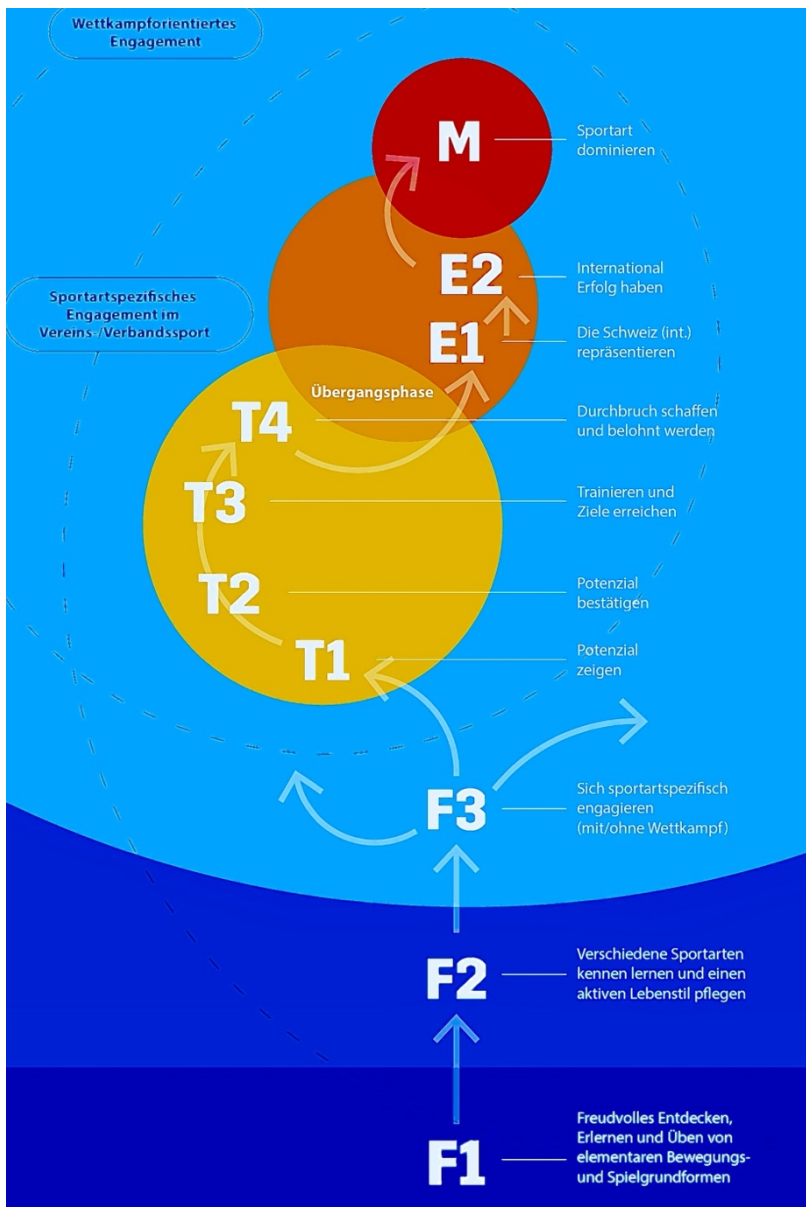 Wettkampforientiertes
Engagement
M
Sportart
dominieren
E2
International
Erfolg haben
Sportartspezifisches
Engagement im
Vereins-/Verbandssport
E1
Die Schweiz (int.)
repräsentieren
Übergangsphase
T4
Durchbruch schaffen
und belohnt werden
T3
Trainieren und
Ziele erreichen
T2
Potenzial
bestätigen
T1
Potenzial
zeigen
F3
Sich sportartspezifisch
engagieren
(mit/ohne Wettkampf)
F2
Verschiedene Sportarten
kennen lernen und einen
aktiven Lebenstil pflegen
F1
Freudvolles Entdecken,
Erlernen und Üben von
elementaren Bewegungs-
und Spielgrundformen